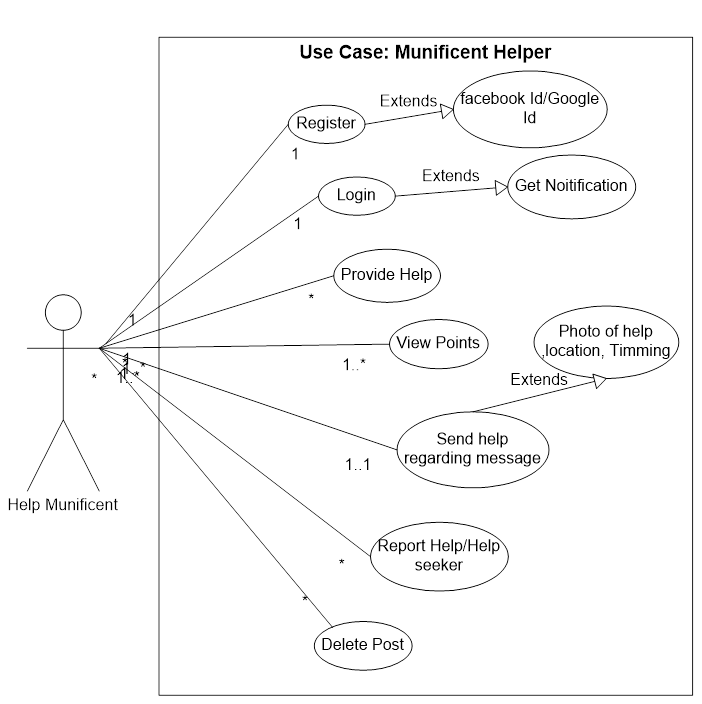 Use Case: Munificent Helper
Extends
facebook Id/Google
Id
Register
1
Extends
Get Noitification
Login
1
Provide Help
*
1
View Points
1..*
Photo of help
,location, Timming
Extends
*
1..*
*
Send help
regarding message
1..1
Help Munificent
Report Help/Help
seeker
*
*
Delete Post